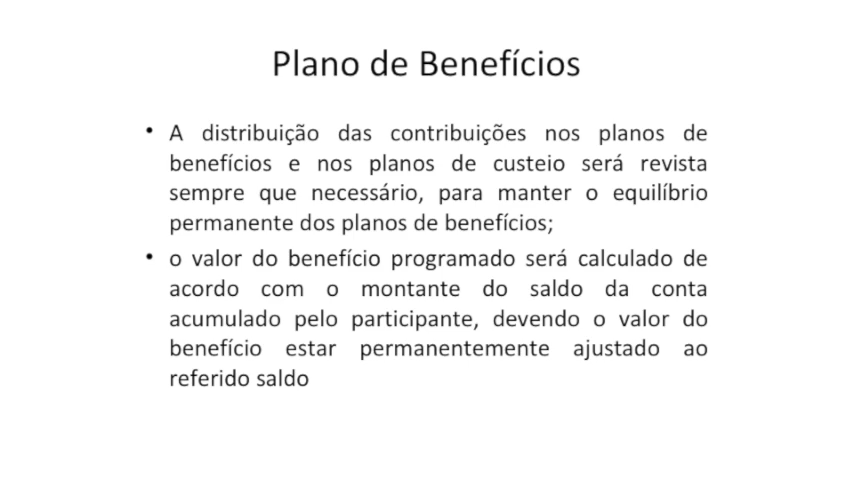 Plano de Benefícios
• A distribuição das contribuições nos planos de
benefícios e nos planos de custeio será revista
sempre que necessário, para manter o equilíbrio
permanente dos planos de benefícios;
• o valor do benefício programado será calculado de
acordo com o montante do saldo da conta
acumulado pelo participante, devendo o valor do
benefício estar permanentemente ajustado ao
referido saldo